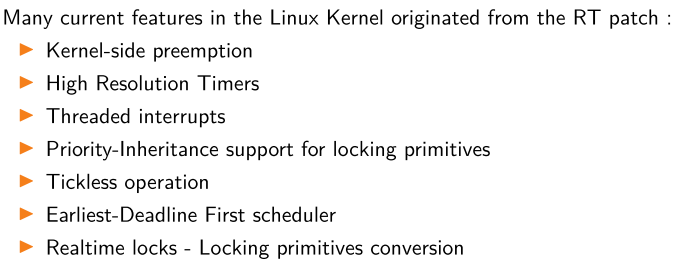 Many current features in the Linux Kernel originated from the RT patch :
Kernel-side preemption
High Resolution Timers
Threaded interrupts
Priority-Inheritance support for locking primitives
Tickless operation
Earliest-Deadline First scheduler
Realtime locks - Locking primitives conversion